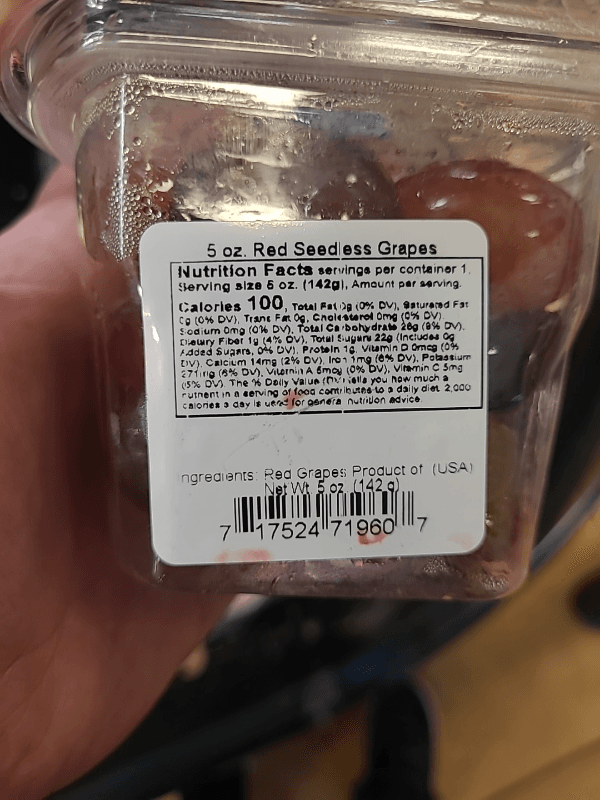 5 oz. Red Seedless Grapes
Nutrition Facts servings per container 1,
Serving size 5 oz. (142g), Amount per serving.
Calories 100, Total Fat 0g (0% DV), Saturated Fat
0g (0% DV), Trans Fat 0g, Cholesterol 0mg (0% DV)
Sodium 0mg (0% DV), Total Carbohydrate 26g (9% DV),
Dietary Fiber 1g (4% DV), Total Sugars 22g (Includes 0g
Added Sugars, 0% DV), Protein 1g, Vitamin D 0mcg (0%
DV), Calcium 14mg (2% DV), Iron 1mg (6% DV), Potassium
271mg (6% DV), Vitamin A (0% DV), Vitamin C 5mg
(5% DV). The % Daily Value (DV) tells you how much a
nutrient in a serving of food contributes to a daily diet 2,000
calories a day is used for general nutrition advice.
ngredients: Red Grapes Product of (USA)
Net Wt. 5 oz. (142 g)
7 17524 71960 7